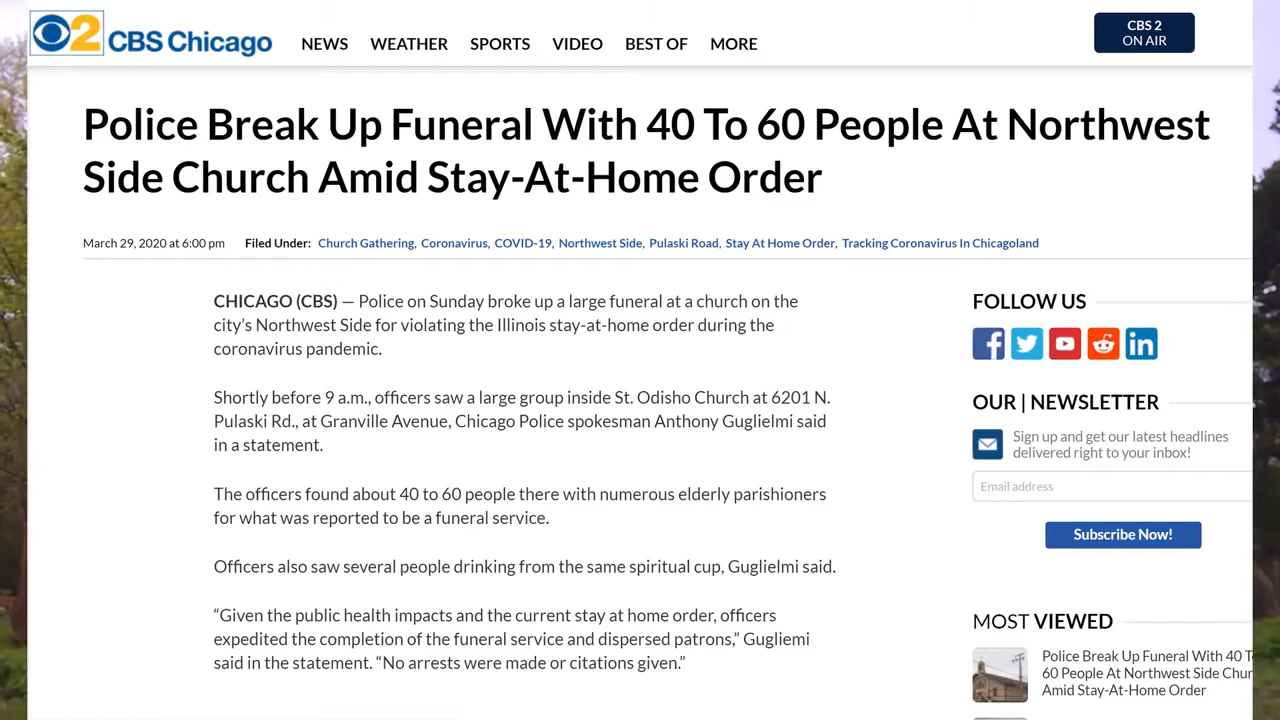 2 CBS Chicago
NEWS WEATHER SPORTS VIDEO BEST OF MORE
CBS 2
ON AIR
Police Break Up Funeral With 40 To 60 People At Northwest
Side Church Amid Stay-At-Home Order
March 29, 2020 at 6:00 pm Filed Under: Church Gathering, Coronavirus, COVID-19, Northwest Side, Pulaski Road, Stay At Home Order, Tracking Coronavirus In Chicagoland
CHICAGO (CBS) — Police on Sunday broke up a large funeral at a church on the
city's Northwest Side for violating the Illinois stay-at-home order during the
coronavirus pandemic.
Shortly before 9 a.m., officers saw a large group inside St. Odisho Church at 6201 N.
Pulaski Rd., at Granville Avenue, Chicago Police spokesman Anthony Guglielmi said
in a statement.
The officers found about 40 to 60 people there with numerous elderly parishioners
for what was reported to be a funeral service.
Officers also saw several people drinking from the same spiritual cup, Guglielmi said.
“Given the public health impacts and the current stay at home order, officers
expedited the completion of the funeral service and dispersed patrons,” Gugliemi
said in the statement. “No arrests were made or citations given.”
FOLLOW US
OUR | NEWSLETTER
Sign up and get our latest headlines
delivered right to your inbox!
Email address
Subscribe Now!
MOST VIEWED
Police Break Up Funeral With 40 To
60 People At Northwest Side Chur
Amid Stay-At-Home Order